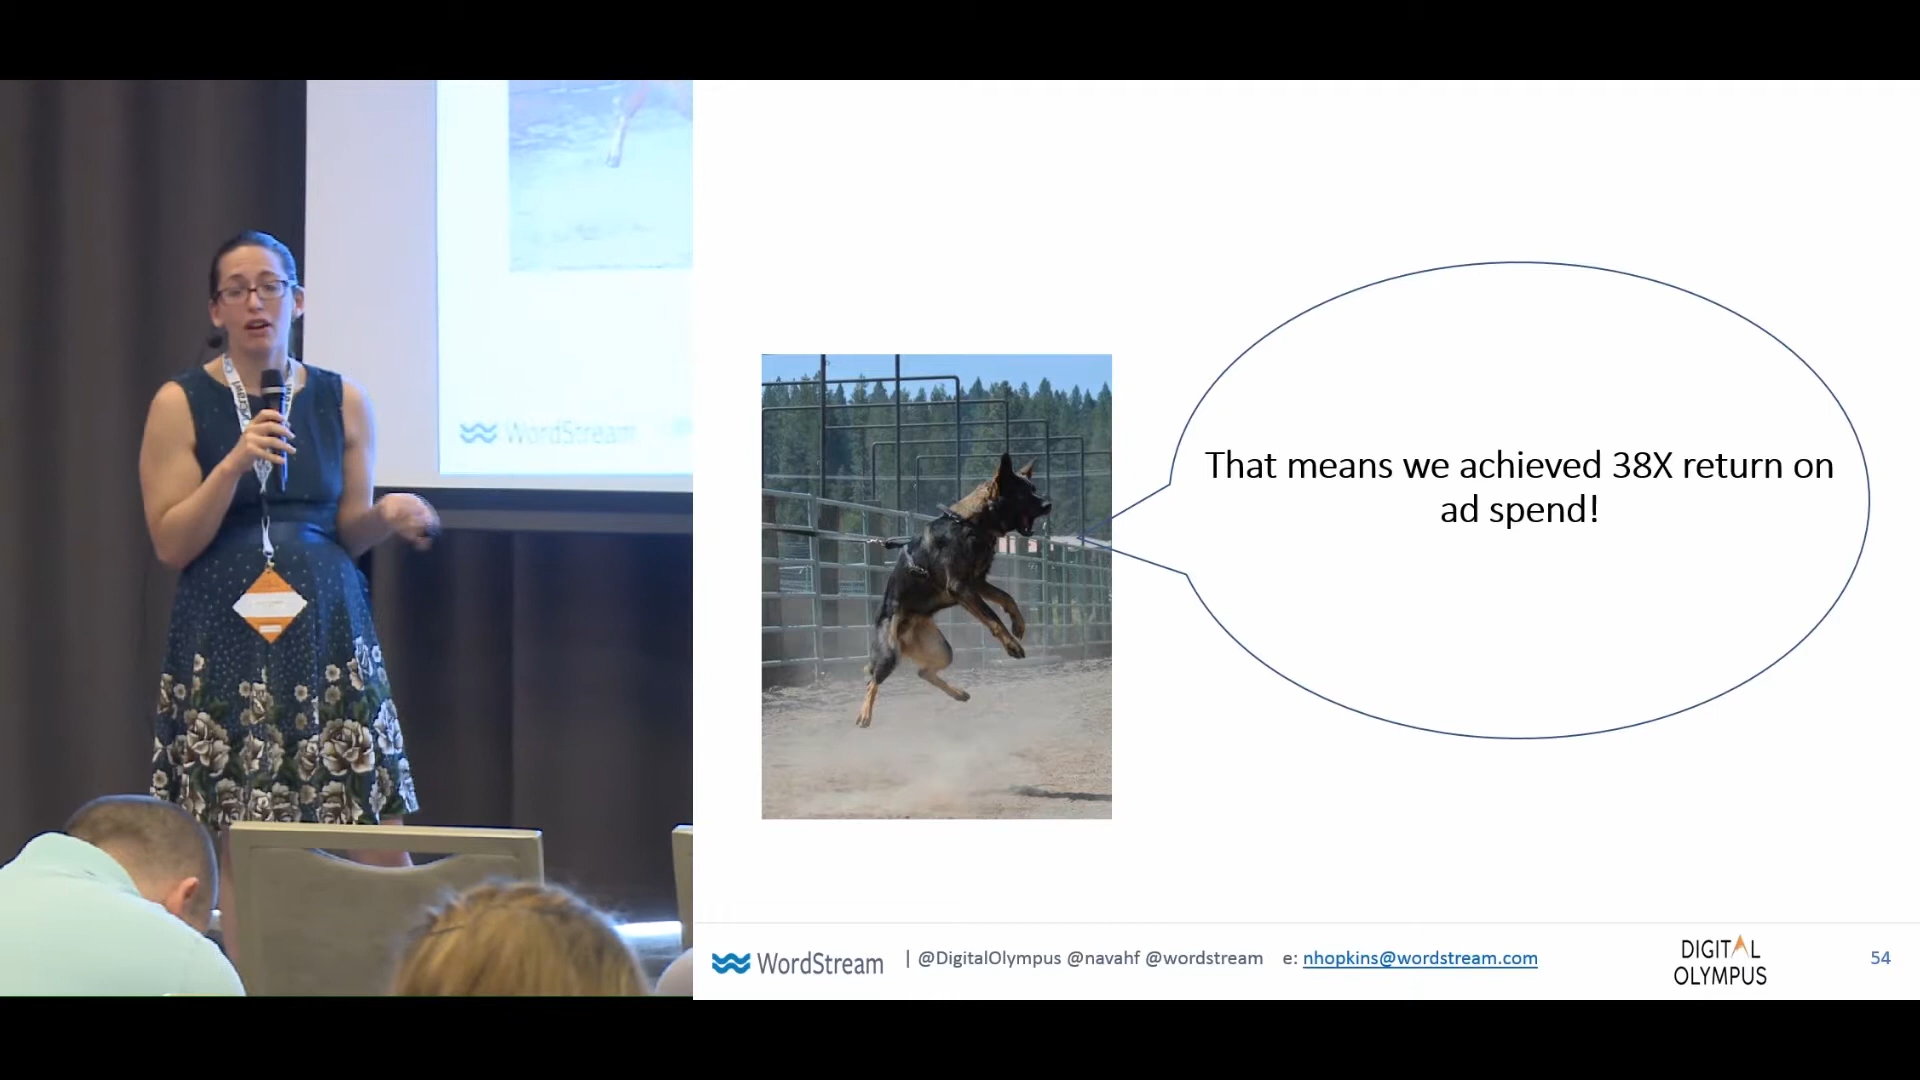 WordStream
That means we achieved 38X return on
ad spend!
WordStream | @DigitalOlympus @navahf @wordstream e: nhopkins@wordstream.com
DIGITAL
OLYMPUS
54